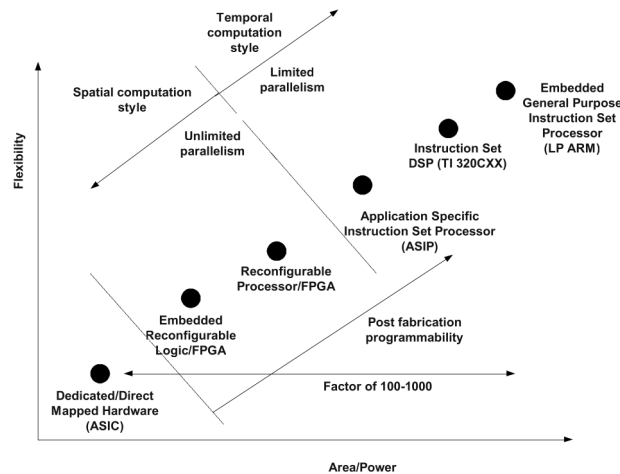 Temporal
computation
style
Limited
parallelism
Spatial computation
style
Unlimited
parallelism
Embedded
General Purpose
Instruction Set
Processor
(LP ARM)
Instruction Set
DSP (TI 320CXX)
Application Specific
Instruction Set Processor
(ASIP)
Reconfigurable
Processor/FPGA
Embedded
Reconfigurable
Logic/FPGA
Post fabrication
programmability
Factor of 100-1000
Dedicated/Direct
Mapped Hardware
(ASIC)
Flexibility
Area/Power